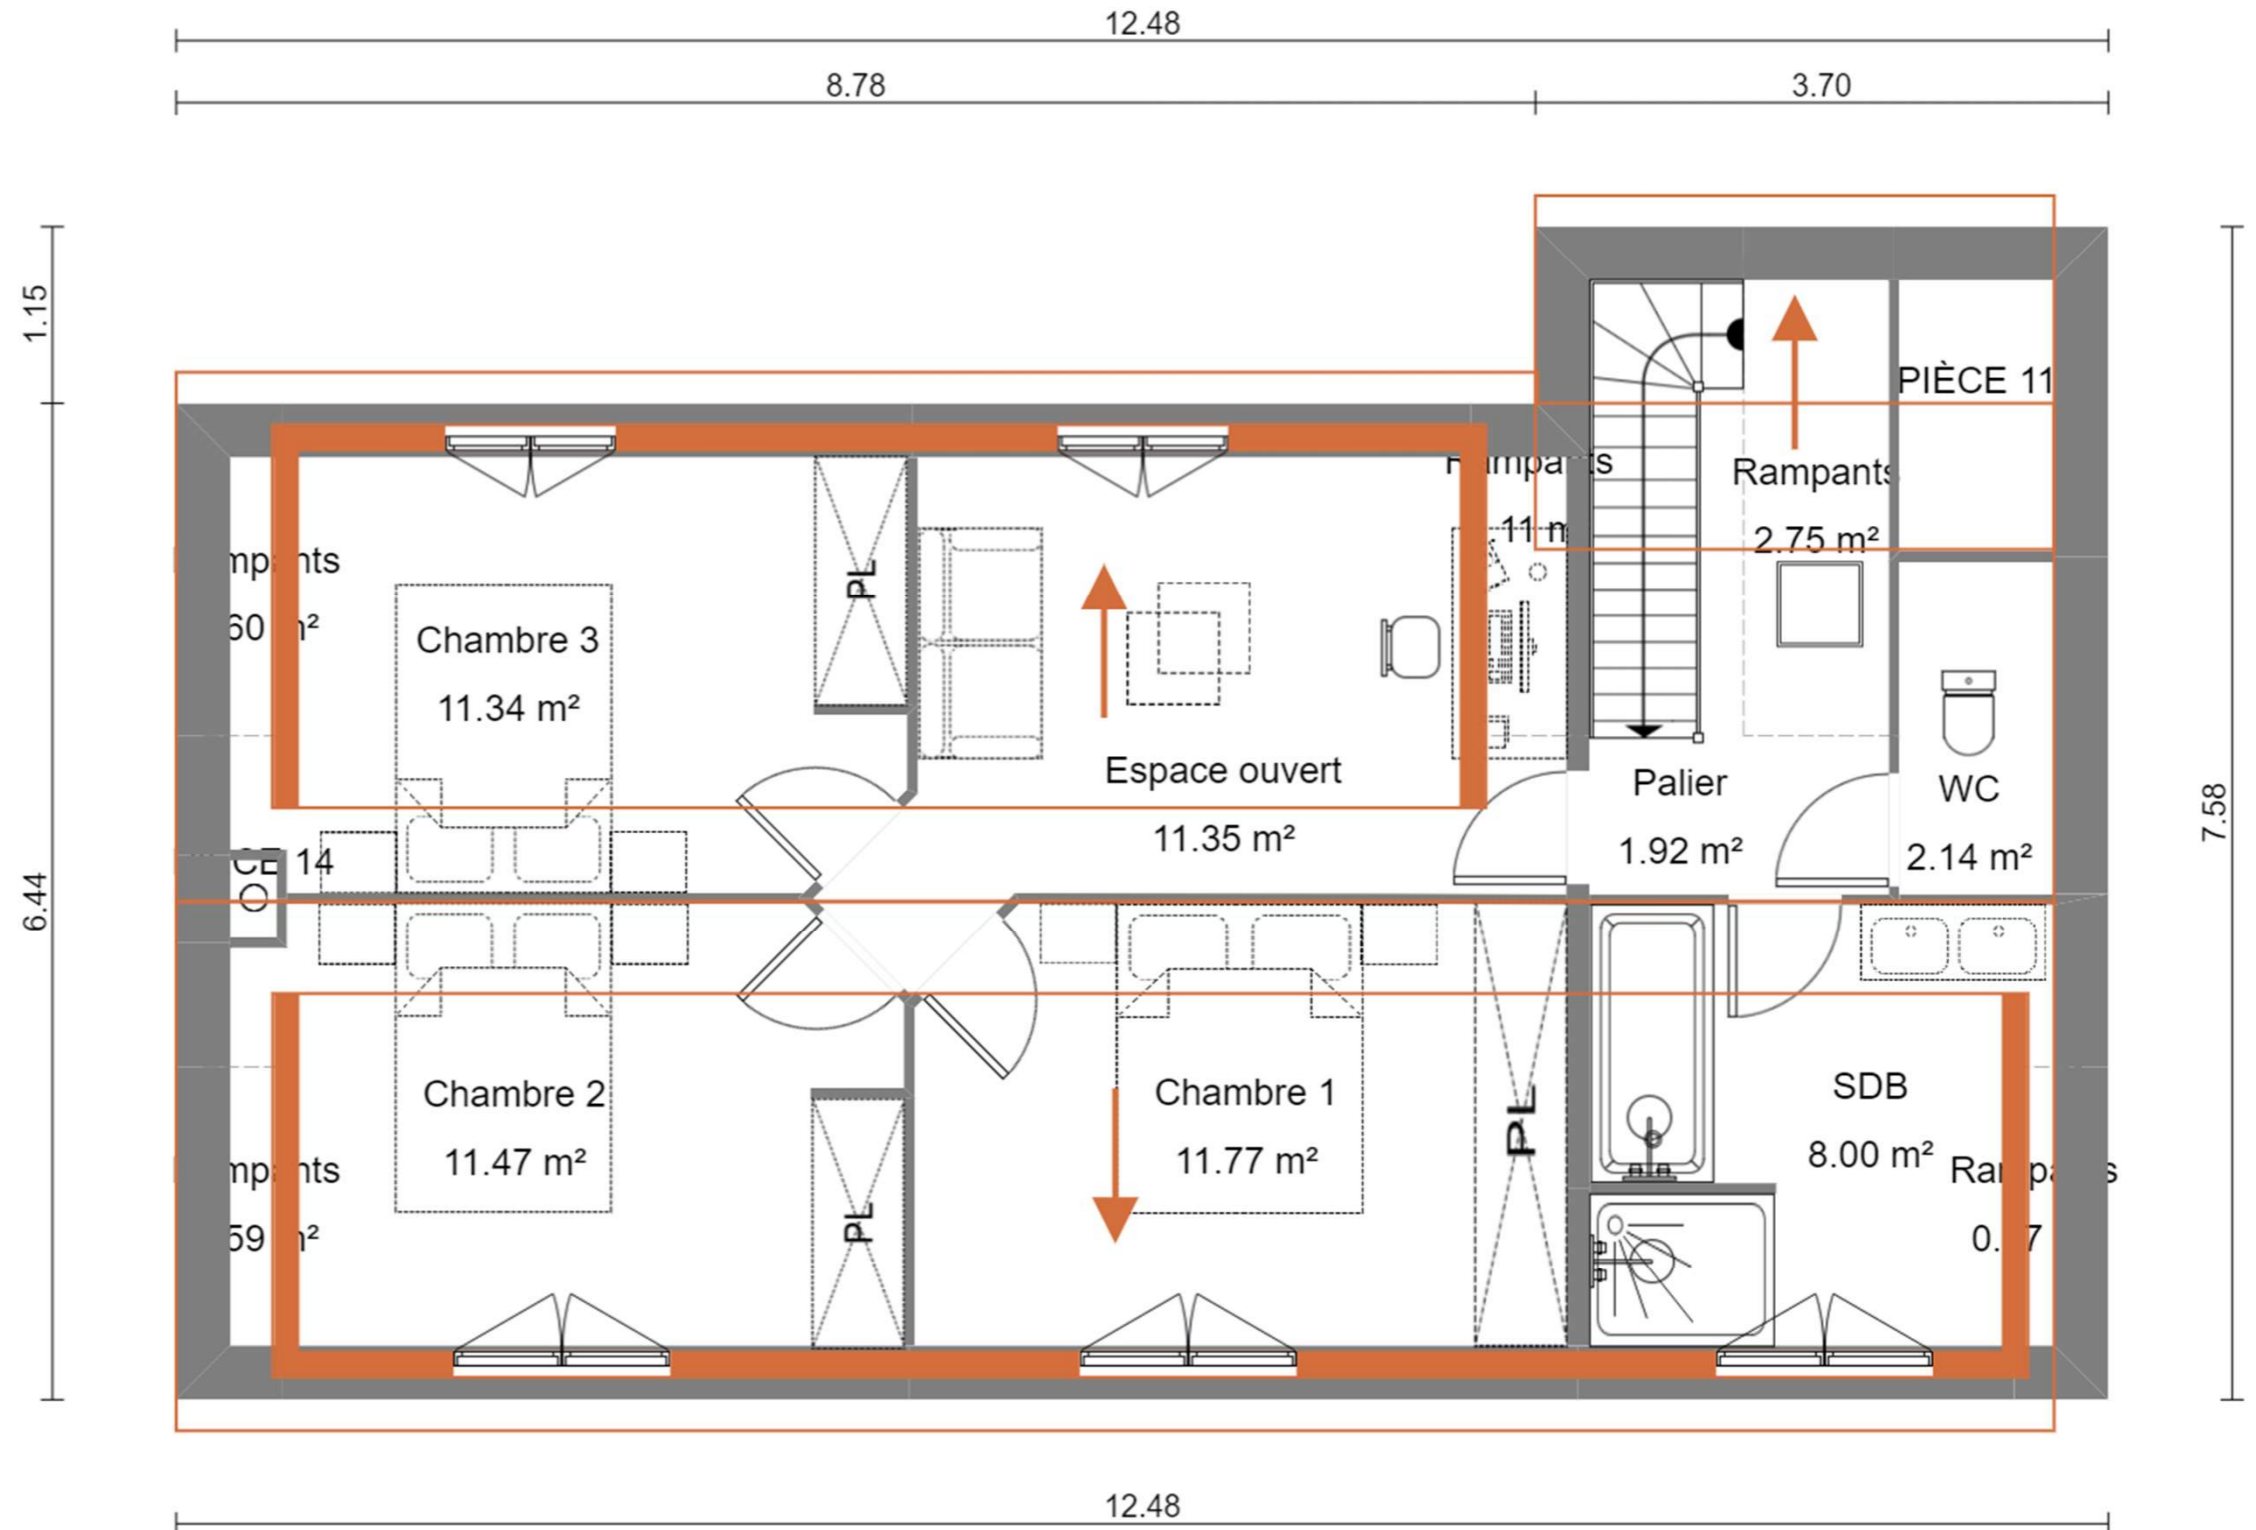 12.48
8.78
3.70
1.15
6.44
7.58
PIÈCE 11
Rampants
2.75 m²
11 m
Chambre 3
11.34 m²
PL
Espace ouvert
11.35 m²
Palier
1.92 m²
WC
2.14 m²
14
Chambre 2
11.47 m²
PL
Chambre 1
11.77 m²
PL
SDB
8.00 m²
12.48